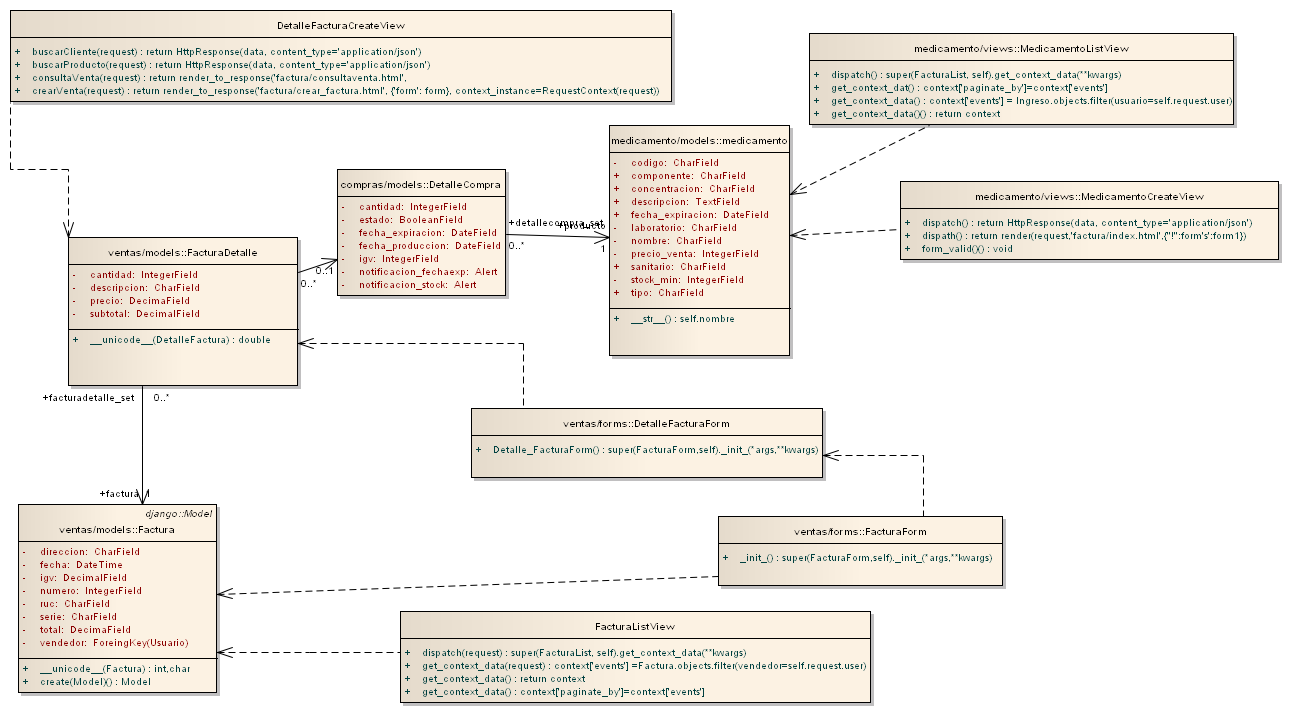 DetalleFacturaCreateView
+ buscarCliente(request) : return HttpResponse(data, content_type='application/json')
+ buscarProducto(request) : return HttpResponse(data, content_type='application/json')
+ consultaVenta(request) : return render_to_response('factura/consultaventa.html',
+ crearVenta(request) : return render_to_response('factura/crear_factura.html', {'form': form}, context_instance=RequestContext(request))
medicamento/views::MedicamentoListView
+ dispatch() : super(FacturaList, self).get_context_data(**kwargs)
+ get_context_dat() : context['paginate_by']=context['events']
+ get_context_data() : context['events'] = Ingreso.objects.filter(usuario=self.request.user)
+ get_context_data()() : return context
medicamento/models::medicamento
- codigo: CharField
+ componente: CharField
+ concentracion: CharField
+ descripcion: TextField
+ fecha_expiracion: DateField
- laboratorio: CharField
- nombre: CharField
- precio_venta: IntegerField
+ sanitario: CharField
- stock_min: IntegerField
+ tipo: CharField
+ __str__() : self.nombre
medicamento/views::MedicamentoCreateView
+ dispatch() : return HttpResponse(data, content_type='application/json')
+ dispath() : return render(request,'factura/index.html',{"!":form's':form1})
+ form_valid()() : void
compras/models::DetalleCompra
- cantidad: IntegerField
- estado: BooleanField
- fecha_expiracion: DateField
- fecha_produccion: DateField
- igv: IntegerField
- notificacion_fechaexp: Alert
- notificacion_stock: Alert
+detallecompra_set
+producto
0..*
1
ventas/models::FacturaDetalle
- cantidad: IntegerField
- descripcion: CharField
- precio: DecimaField
- subtotal: DecimalField
+ __unicode__(DetalleFactura) : double
0..1
0..*
+facturadetalle_set 0..*
+factura 1
ventas/forms::DetalleFacturaForm
+ Detalle_FacturaForm() : super(FacturaForm,self)._init_(*args,**kwargs)
ventas/forms::FacturaForm
+ _init_() : super(FacturaForm,self)._init_(*args,**kwargs)
django::Model
ventas/models::Factura
- direccion: CharField
- fecha: DateTime
- igv: DecimalField
- numero: IntegerField
- ruc: CharField
- serie: CharField
- total: DecimaField
- vendedor: ForeingKey(Usuario)
+ __unicode__(Factura) : int,char
+ create(Model)() : Model
FacturaListView
+ dispatch(request) : super(FacturaList, self).get_context_data(**kwargs)
+ get_context_data(request) : context['events'] =Factura.objects.filter(vendedor=self.request.user)
+ get_context_data() : return context
+ get_context_data() : context['paginate_by']=context['events']